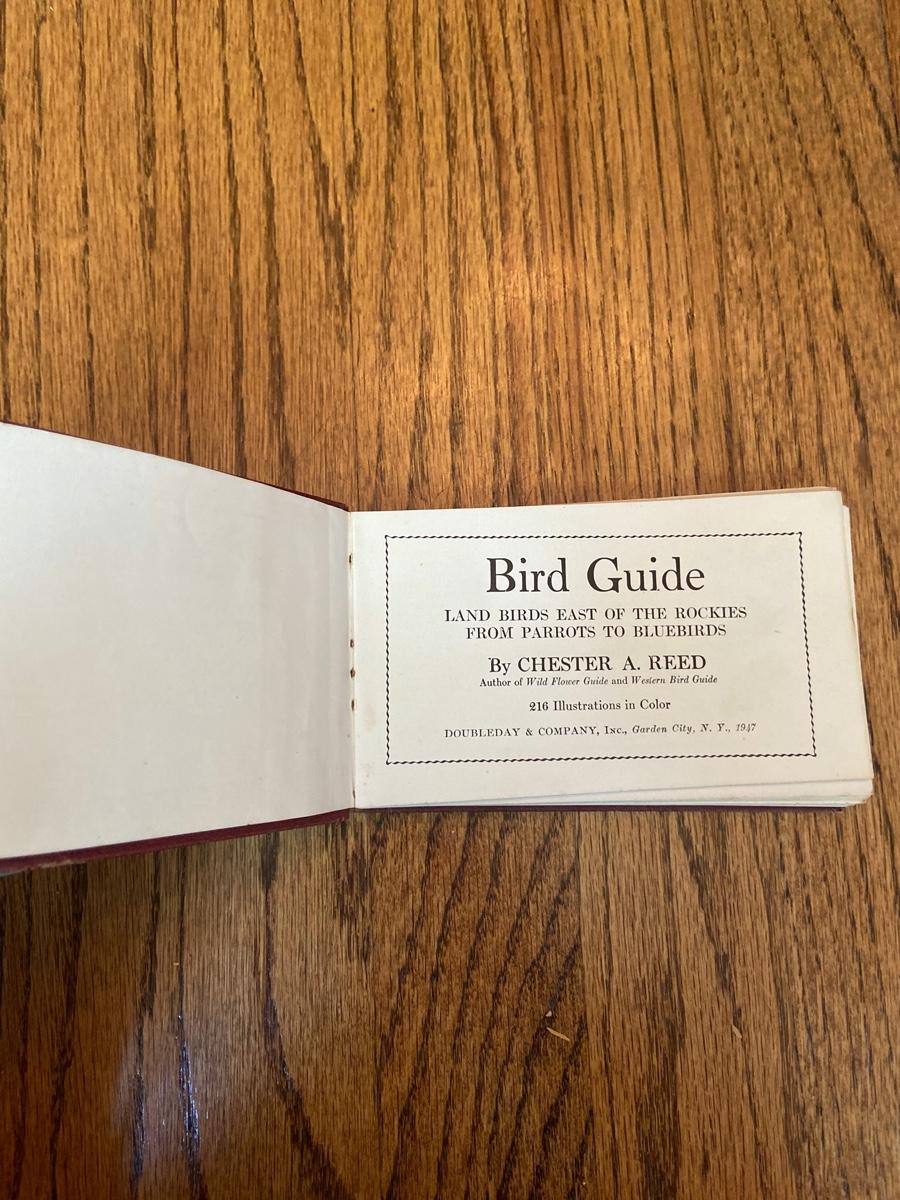 Bird Guide
LAND BIRDS EAST OF THE ROCKIES
FROM PARROTS TO BLUEBIRDS
By CHESTER A. REED
Author of Wild Flower Guide and Western Bird Guide
216 Illustrations in Color
DOUBLEDAY & COMPANY, INC., Garden City, N. Y., 1947